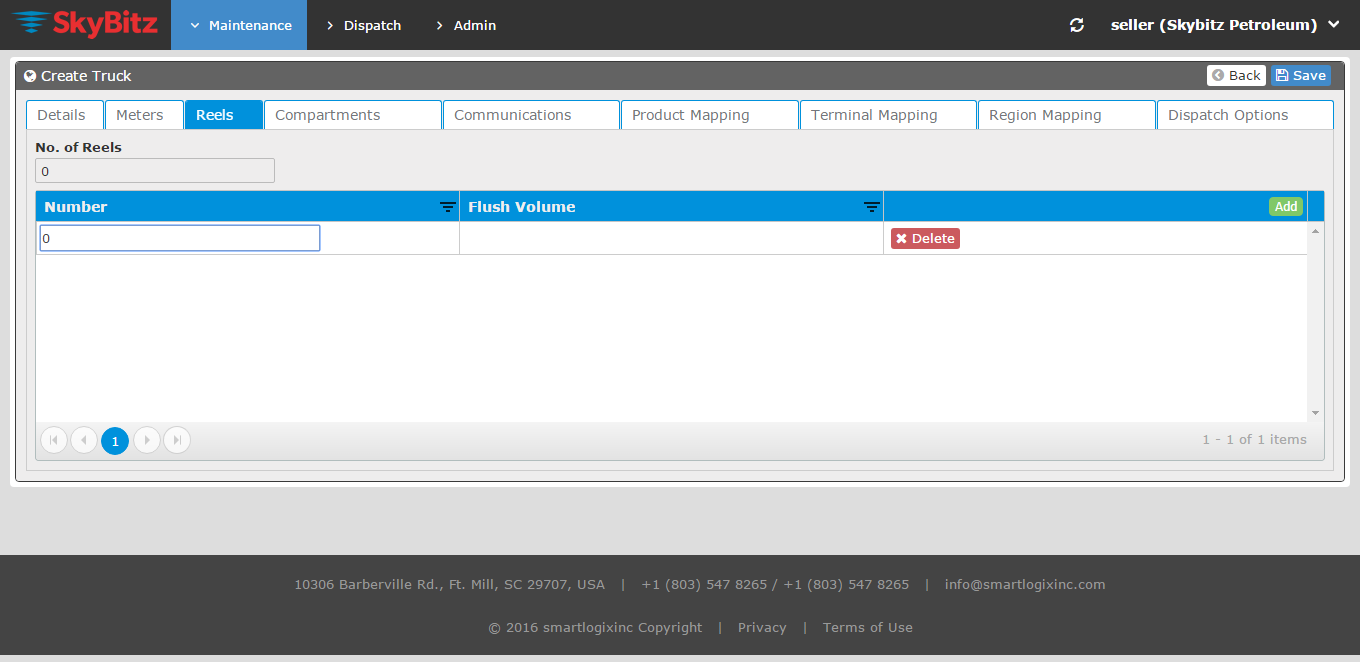 SkyBitz Maintenance Dispatch Admin seller (Skybitz Petroleum)
Create Truck Back Save
Details Meters Reels Compartments Communications Product Mapping Terminal Mapping Region Mapping Dispatch Options
No. of Reels
0
Number Flush Volume Add
0 Delete
1 1 - 1 of 1 items
10306 Barberville Rd., Ft. Mill, SC 29707, USA | +1 (803) 547 8265 / +1 (803) 547 8265 | info@smartlogixinc.com
© 2016 smartlogixinc Copyright | Privacy | Terms of Use